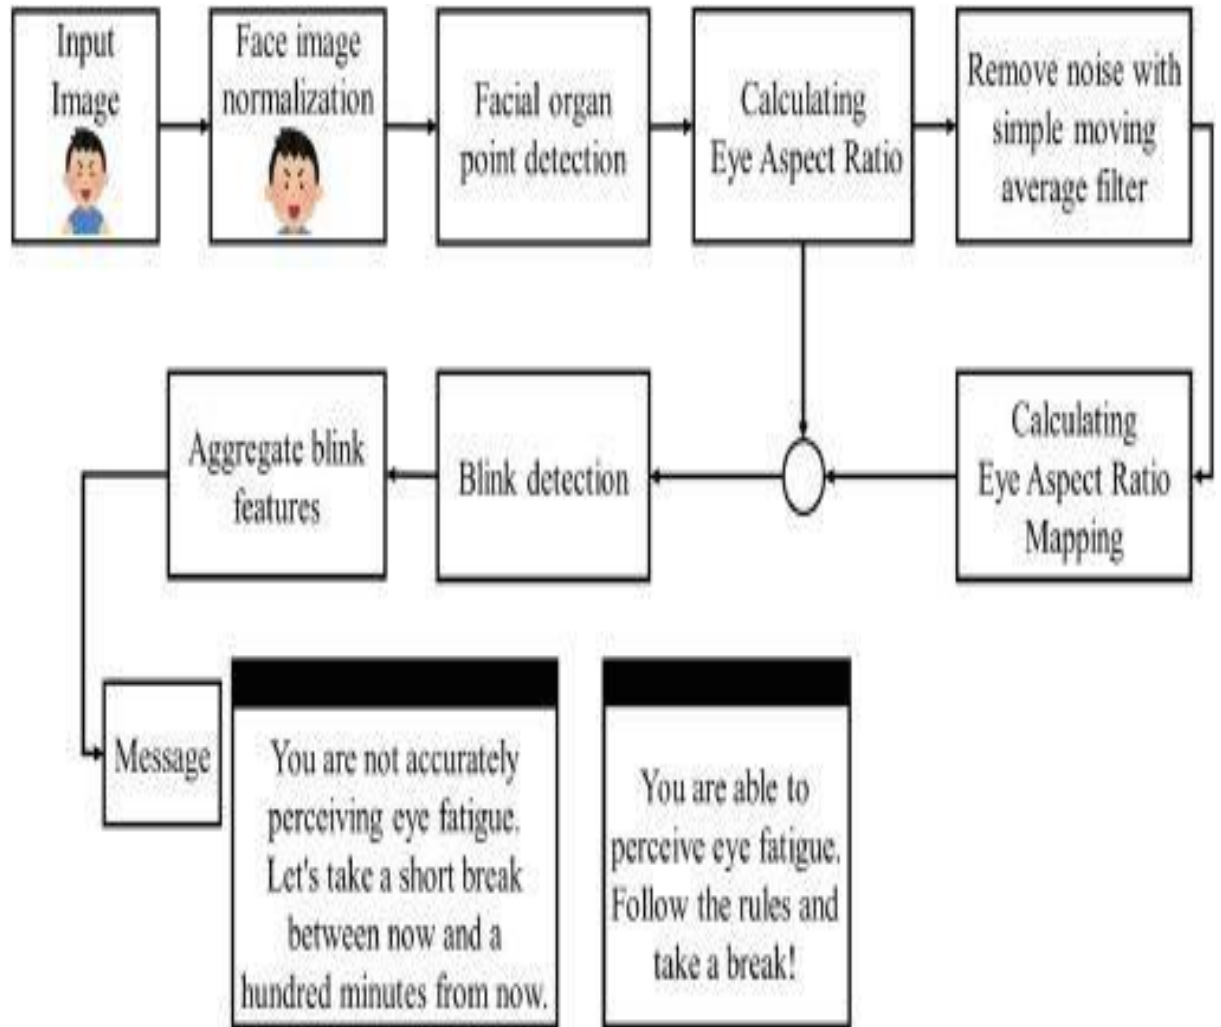 Input
Image
Face image
normalization
Facial organ
point detection
Calculating
Eye Aspect Ratio
Remove noise with
simple moving
average filter
Calculating
Eye Aspect Ratio
Mapping
Blink detection
Aggregate blink
features
Message
You are not accurately
perceiving eye fatigue.
Let's take a short break
between now and a
hundred minutes from now.
You are able to
perceive eye fatigue.
Follow the rules and
take a break!